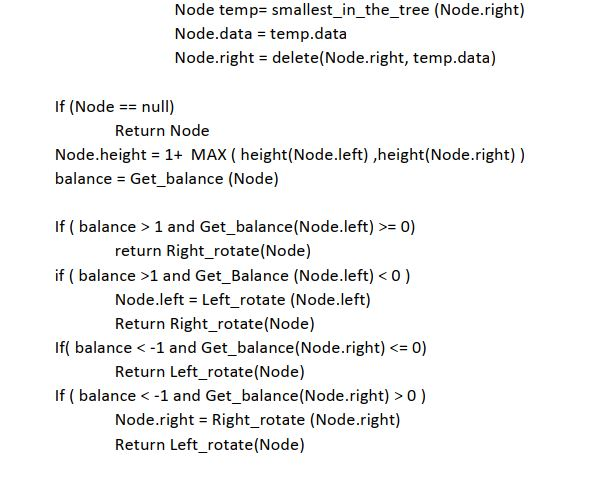 Node temp= smallest_in_the_tree (Node.right)
Node.data = temp.data
Node.right = delete(Node.right, temp.data)
If (Node == null)
Return Node
Node.height = 1+  MAX ( height(Node.left) ,height(Node.right) )
balance = Get_balance (Node)
If ( balance > 1 and Get_balance(Node.left) >= 0)
return Right_rotate(Node)
if ( balance >1 and Get_Balance (Node.left) < 0 )
Node.left = Left_rotate (Node.left)
Return Right_rotate(Node)
If( balance < -1 and Get_balance(Node.right) <= 0)
Return Left_rotate(Node)
If ( balance < -1 and Get_balance(Node.right) > 0 )
Node.right = Right_rotate (Node.right)
Return Left_rotate(Node)